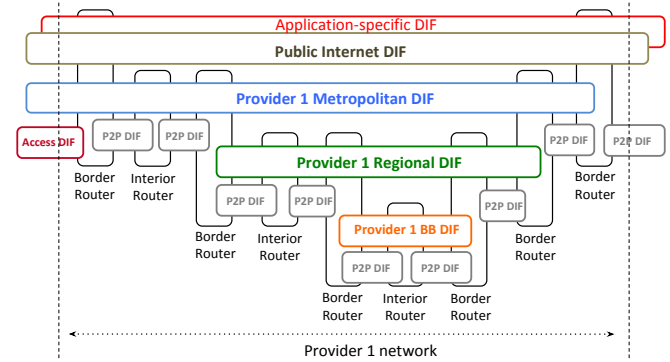 Application-specific DIF
Public Internet DIF
Provider 1 Metropolitan DIF
Access DIF
P2P DIF
P2P DIF
P2P DIF
P2P DIF
Border
Router
Interior
Router
Provider 1 Regional DIF
Border
Router
P2P DIF
P2P DIF
P2P DIF
Border
Router
Interior
Router
Provider 1 BB DIF
Border
Router
P2P DIF
P2P DIF
Border
Router
Interior
Router
Border
Router
Provider 1 network